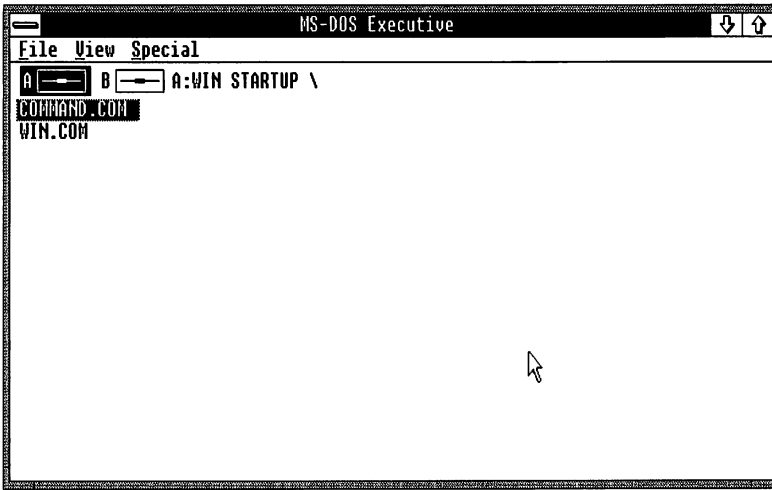 MS-DOS Executive
File View Special
A B A:WIN STARTUP \
COMMAND.COM
WIN.COM